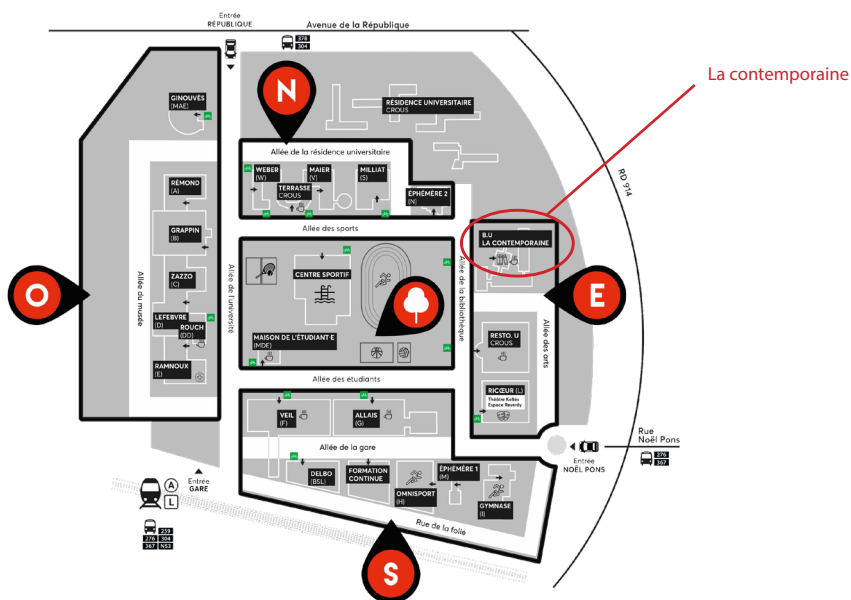 Entrée
RÉPUBLIQUE
Avenue de la République
378
304
La contemporaine
N
GINOUVÈS
(MAE)
RÉSIDENCE UNIVERSITAIRE
CROUS
Allée de la résidence universitaire
WEBER
(W)
MAIER
(V)
MILLIAT
(S)
TERRASSE
CROUS
ÉPHÉMÈRE 2
(N)
RD 914
RÉMOND
(A)
Allée des sports
GRAPPIN
(B)
B.U
LA CONTEMPORAINE
ZAZZO
(C)
CENTRE SPORTIF
Allée du musée
Allée de l'université
Allée de la bibliothèque
O
E
LEFEBVRE
(D)
ROUCH
(DD)
MAISON DE L'ÉTUDIANT·E
(MDE)
RESTO. U
CROUS
Allée des arts
RAMNOUX
(E)
Allée des étudiants
RICŒUR (L)
Théâtre Koltès
Espace Reverdy
VEIL
(F)
ALLAIS
(G)
Allée de la gare
Rue
Noël Pons
276
367
Entrée
NOËL PONS
DELBO
(BSL)
FORMATION
CONTINUE
ÉPHÉMÈRE 1
(M)
OMNISPORT
(H)
GYMNASE
(I)
Entrée
GARE
A
L
Rue de la folie
259
276 304
367 N53
S